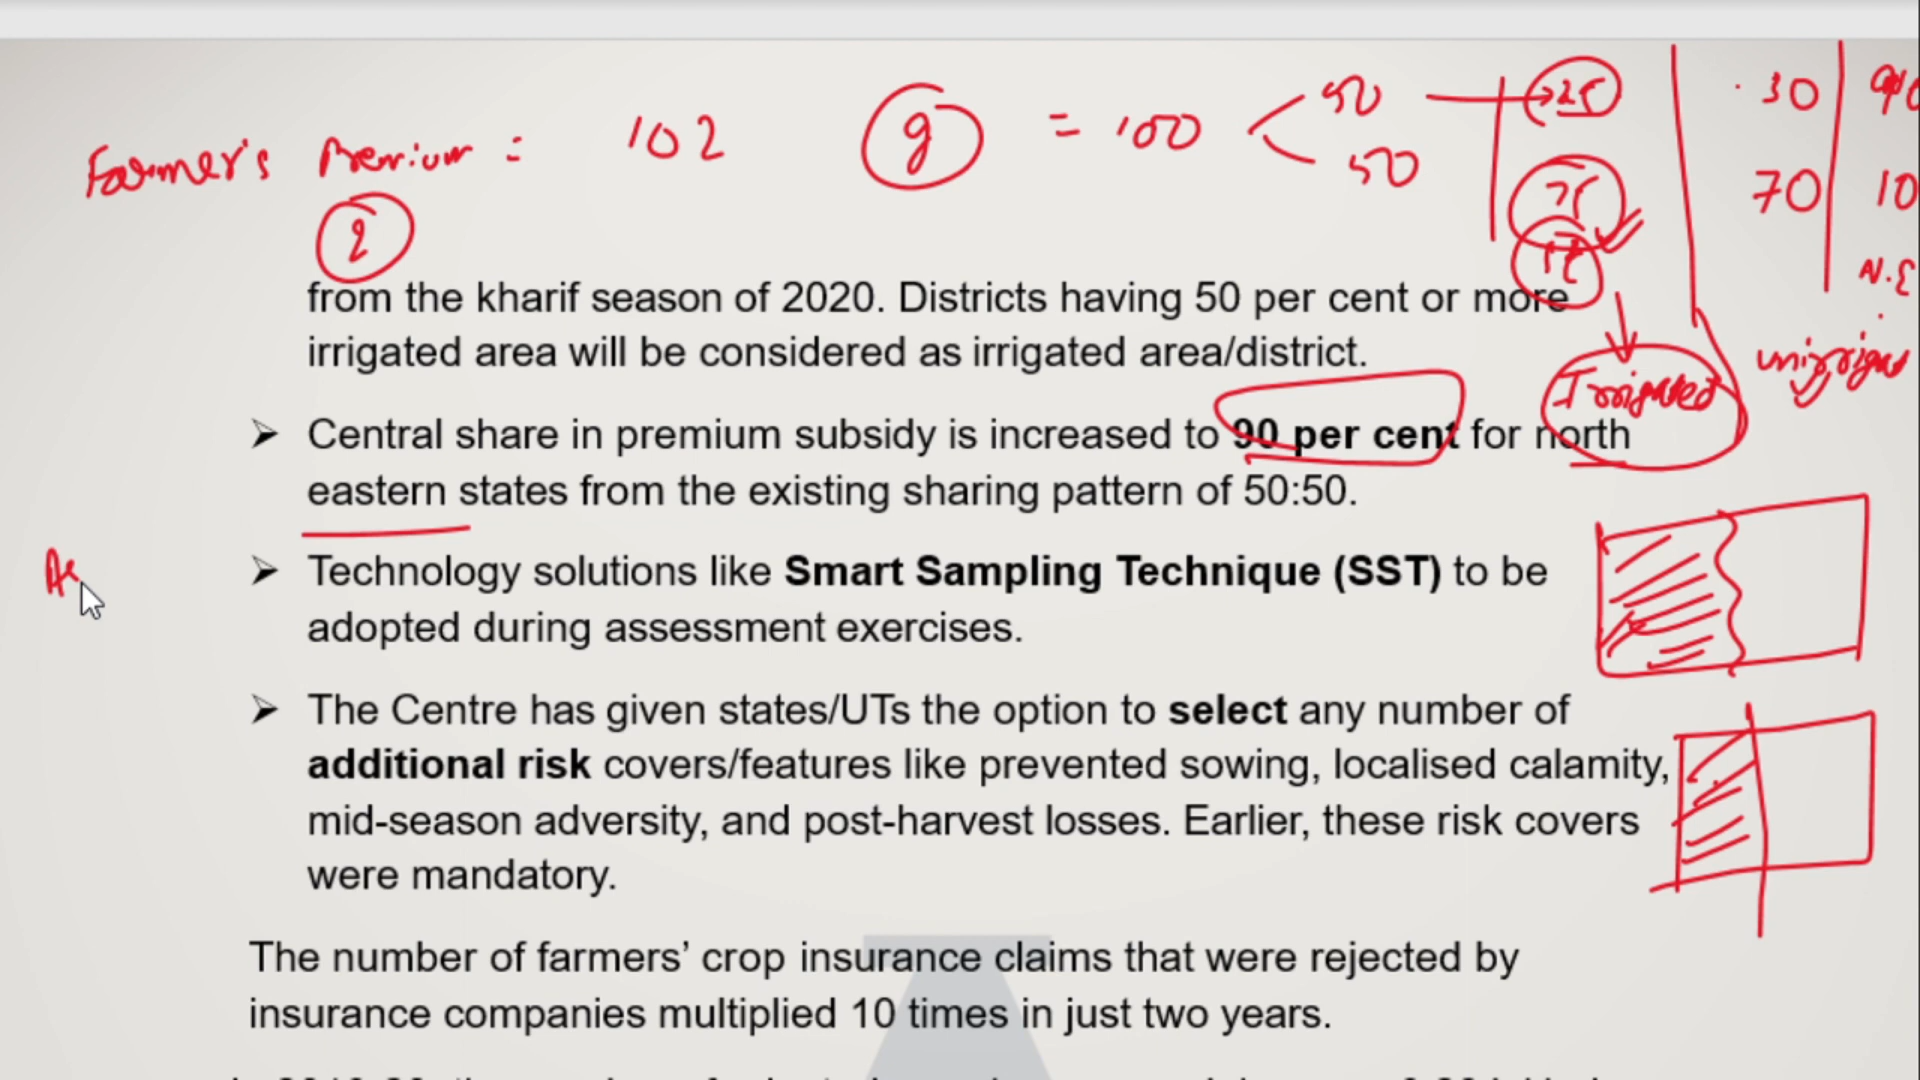 Farmer's Premium = 102 g = 100 50 25 30 90
50 75 70 10
2 N.E
from the kharif season of 2020. Districts having 50 per cent or more
irrigated area will be considered as irrigated area/district.
Irrigated
➢ Central share in premium subsidy is increased to 90 per cent for north
eastern states from the existing sharing pattern of 50:50.
➢ Technology solutions like Smart Sampling Technique (SST) to be
adopted during assessment exercises.
➢ The Centre has given states/UTs the option to select any number of
additional risk covers/features like prevented sowing, localised calamity,
mid-season adversity, and post-harvest losses. Earlier, these risk covers
were mandatory.
The number of farmers’ crop insurance claims that were rejected by
insurance companies multiplied 10 times in just two years.